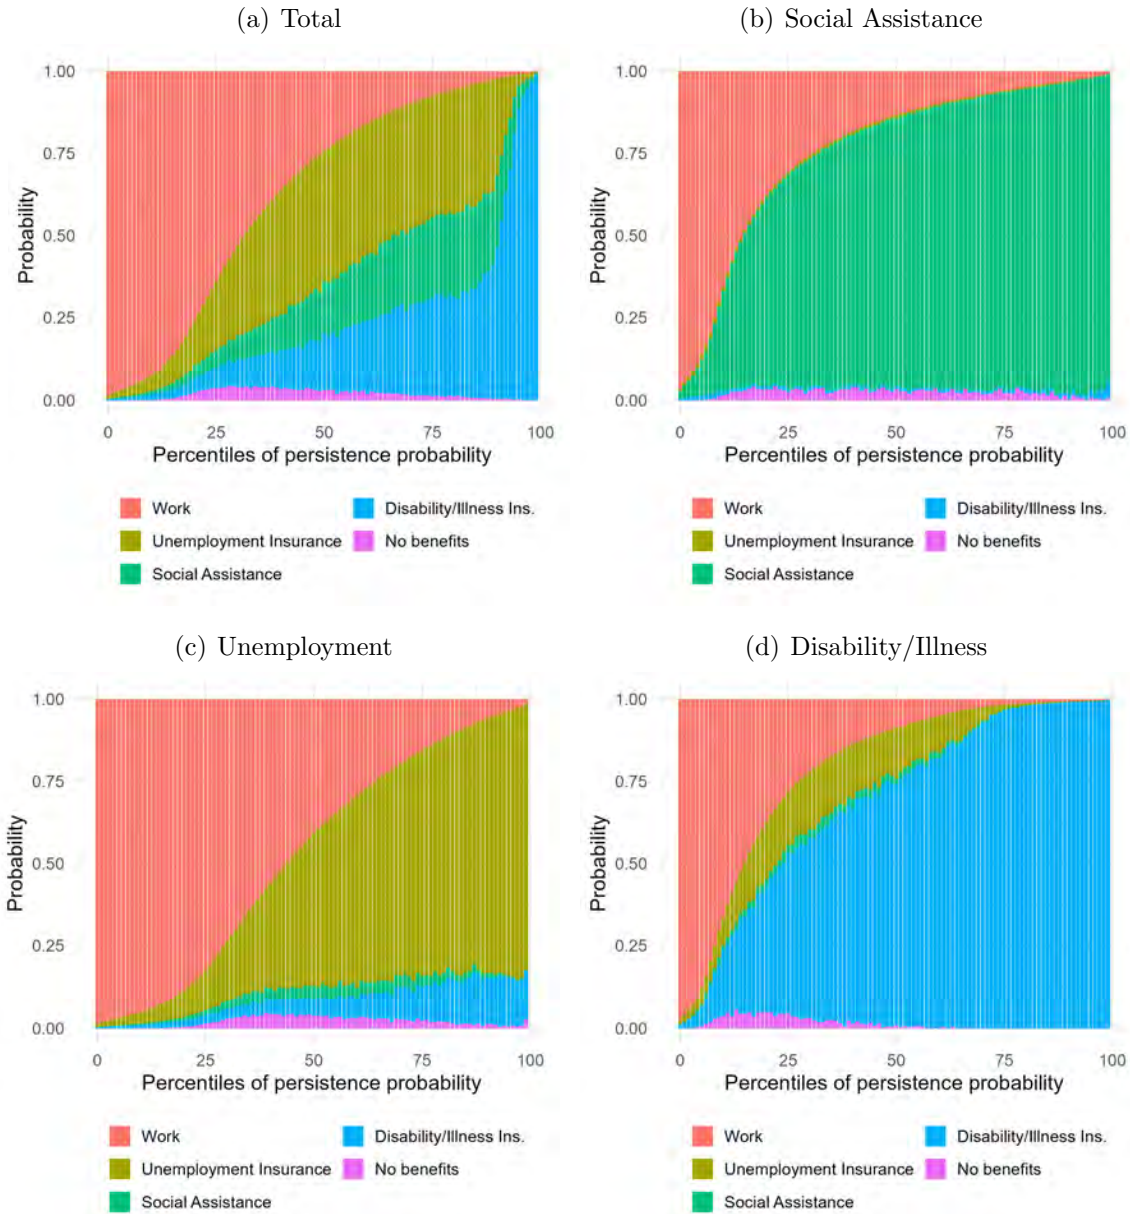 (a) Total
1.00
0.75
0.50
0.25
0.00
Probability
0 25 50 75 100
Percentiles of persistence probability
Work Disability/Illness Ins.
Unemployment Insurance No benefits
Social Assistance
(b) Social Assistance
1.00
0.75
0.50
0.25
0.00
Probability
0 25 50 75 100
Percentiles of persistence probability
Work Disability/Illness Ins.
Unemployment Insurance No benefits
Social Assistance
(c) Unemployment
1.00
0.75
0.50
0.25
0.00
Probability
0 25 50 75 100
Percentiles of persistence probability
Work Disability/Illness Ins.
Unemployment Insurance No benefits
Social Assistance
(d) Disability/Illness
1.00
0.75
0.50
0.25
0.00
Probability
0 25 50 75 100
Percentiles of persistence probability
Work Disability/Illness Ins.
Unemployment Insurance No benefits
Social Assistance